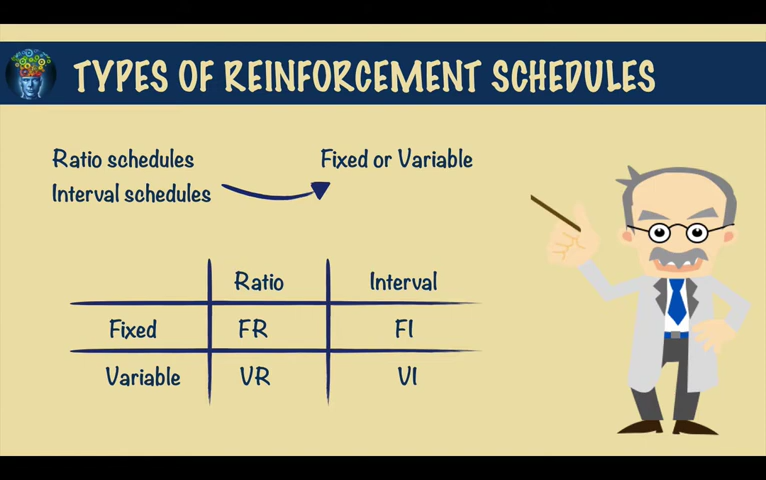 TYPES OF REINFORCEMENT SCHEDULES
Ratio schedules
Fixed or Variable
Interval schedules
Ratio Interval
Fixed FR FI
Variable VR VI